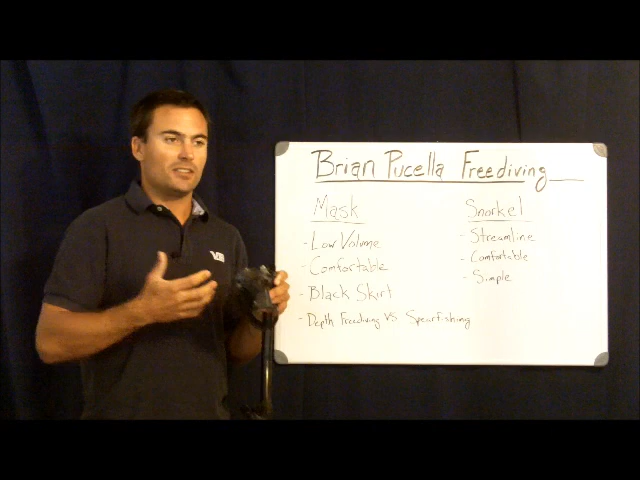 Brian Pucella Freediving
Mask
- Low Volume
- Comfortable
- Black Skirt
- Depth Freediving VS Spearfishing
Snorkel
- Streamline
- Comfortable
- Simple